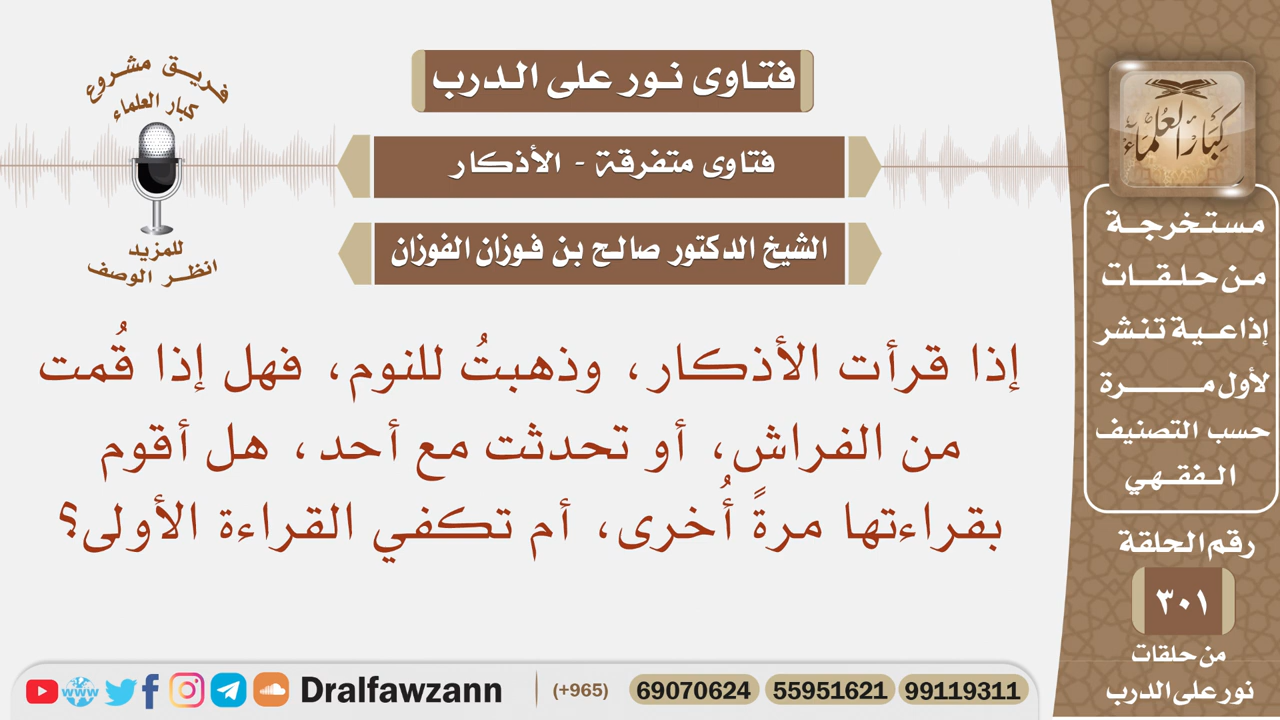 فتاوى نور على الدرب
فتاوى متفرقة - الأذكار
الشيخ الدكتور صالح بن فوزان الفوزان
فريق مشروع
كبار العلماء
للمزيد
انظر الوصف
إذا قرأت الأذكار، وذهبتُ للنوم، فهل إذا قُمت
من الفراش، أو تحدثت مع أحد، هل أقوم
بقراءتها مرةً أُخرى، أم تكفي القراءة الأولى؟
كبار العلماء
مستخرجة
من حلقات
إذاعية تنشر
لأول مرة
حسب التصنيف
الفقهي
رقم الحلقة
٣٠١
من حلقات
نور على الدرب
www
Dralfawzann
(+965) 69070624 55951621 99119311